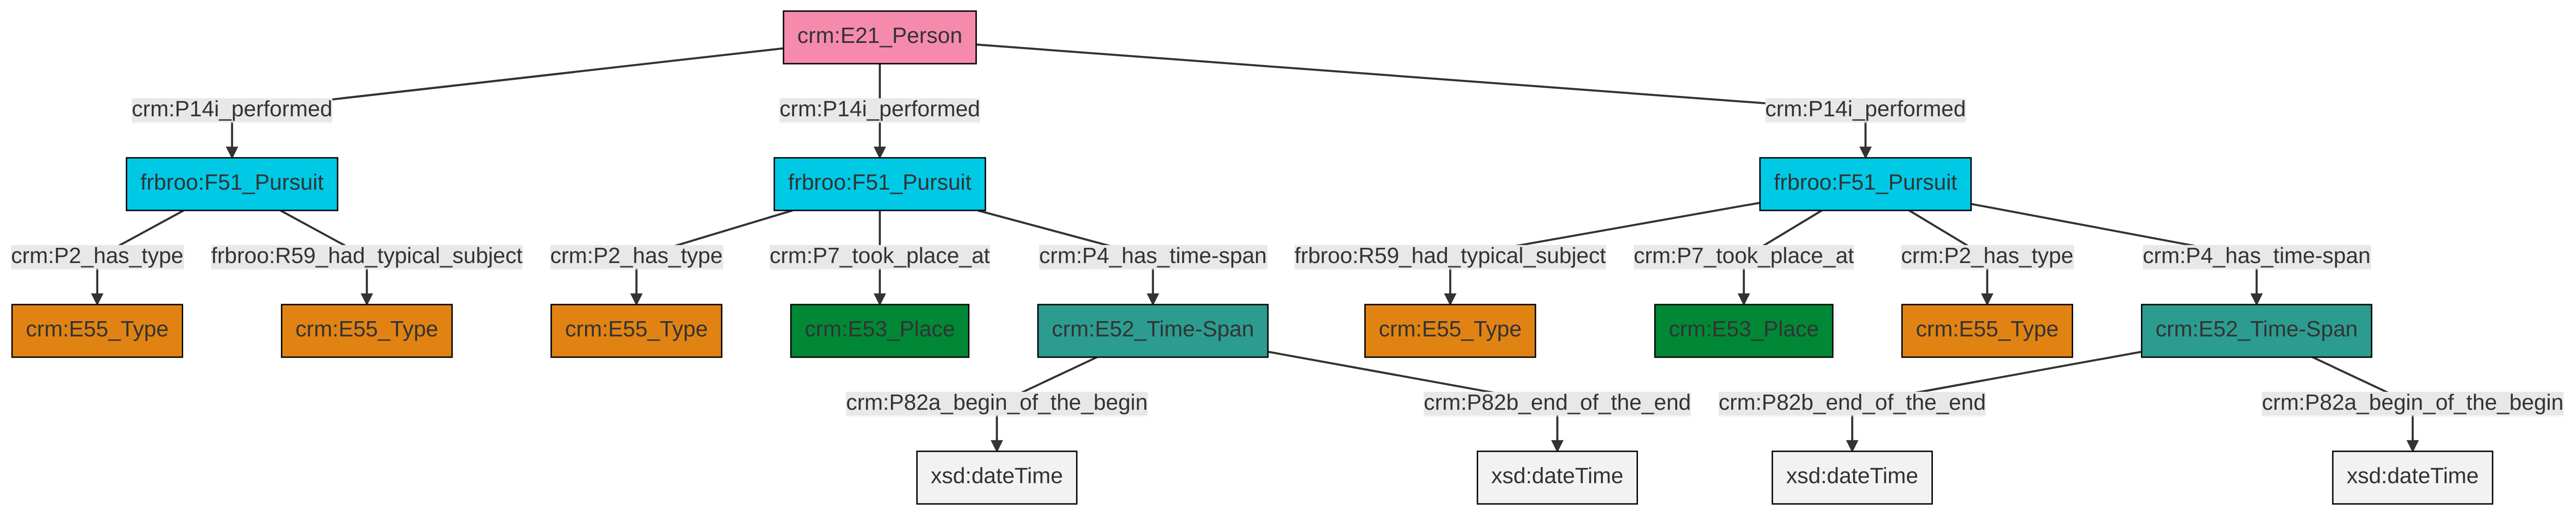 crm:E21_Person
crm:P14i_performed
crm:P14i_performed
crm:P14i_performed
frbroo:F51_Pursuit
frbroo:F51_Pursuit
frbroo:F51_Pursuit
crm:P2_has_type
frbroo:R59_had_typical_subject
crm:P2_has_type
crm:P7_took_place_at
crm:P4_has_time-span
frbroo:R59_had_typical_subject
crm:P7_took_place_at
crm:P2_has_type
crm:P4_has_time-span
crm:E55_Type
crm:E55_Type
crm:E55_Type
crm:E53_Place
crm:E52_Time-Span
crm:E55_Type
crm:E53_Place
crm:E55_Type
crm:E52_Time-Span
crm:P82a_begin_of_the_begin
crm:P82b_end_of_the_end
crm:P82b_end_of_the_end
crm:P82a_begin_of_the_begin
xsd:dateTime
xsd:dateTime
xsd:dateTime
xsd:dateTime